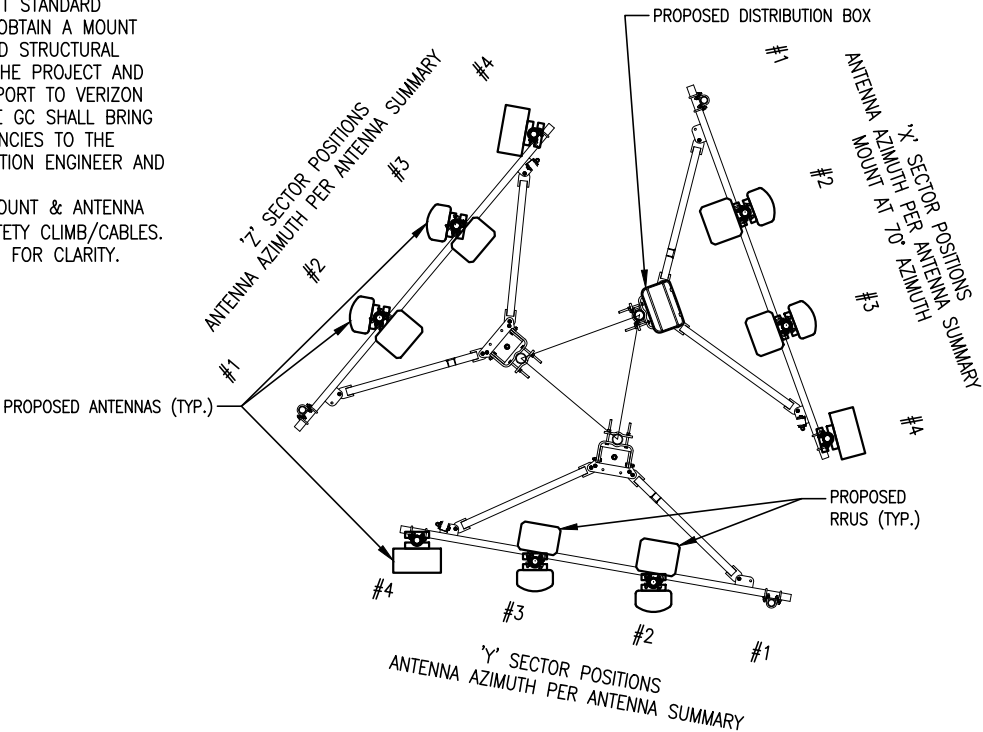 T STANDARD
OBTAIN A MOUNT
D STRUCTURAL
HE PROJECT AND
PORT TO VERIZON
E GC SHALL BRING
NCIES TO THE
TION ENGINEER AND
OUNT & ANTENNA
FETY CLIMB/CABLES.
FOR CLARITY.
PROPOSED DISTRIBUTION BOX
'Z' SECTOR POSITIONS
ANTENNA AZIMUTH PER ANTENNA SUMMARY
#4
#3
#2
#1
'X' SECTOR POSITIONS
ANTENNA AZIMUTH PER ANTENNA SUMMARY
MOUNT AT 70° AZIMUTH
#1
#2
#3
#4
PROPOSED ANTENNAS (TYP.)
PROPOSED
RRUS (TYP.)
#4
#3
#2
#1
'Y' SECTOR POSITIONS
ANTENNA AZIMUTH PER ANTENNA SUMMARY